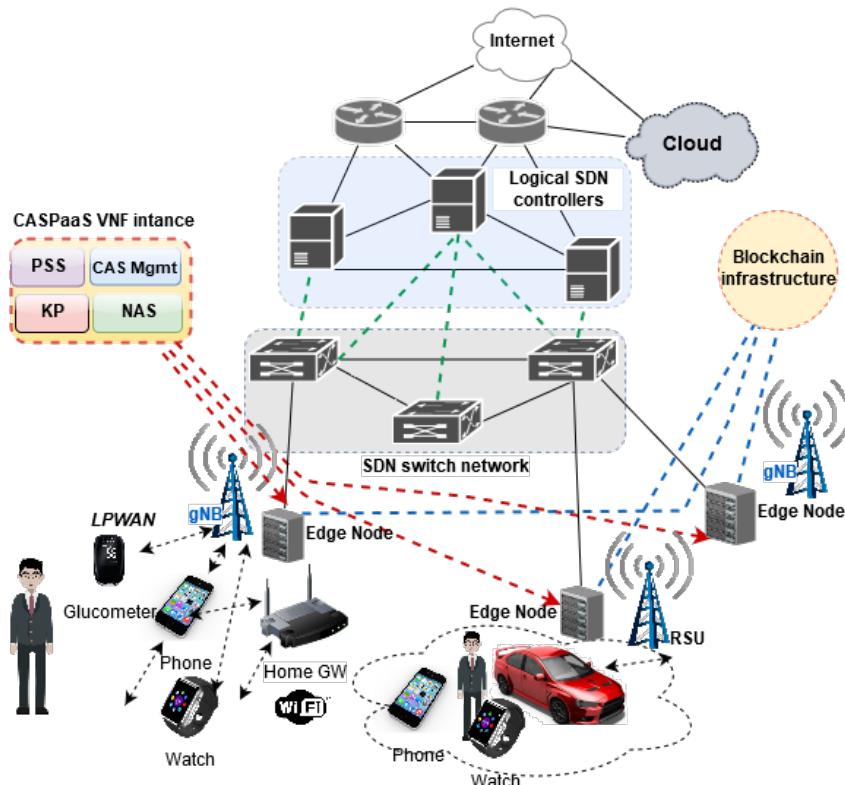 Internet
Cloud
Logical SDN
controllers
CASPaaS VNF intance
PSS
CAS Mgmt
KP
NAS
Blockchain
infrastructure
SDN switch network
gNB
gNB
LPWAN
Edge Node
Edge Node
Glucometer
Edge Node
RSU
Phone
Home GW
WiFi
Watch
Phone
Watch